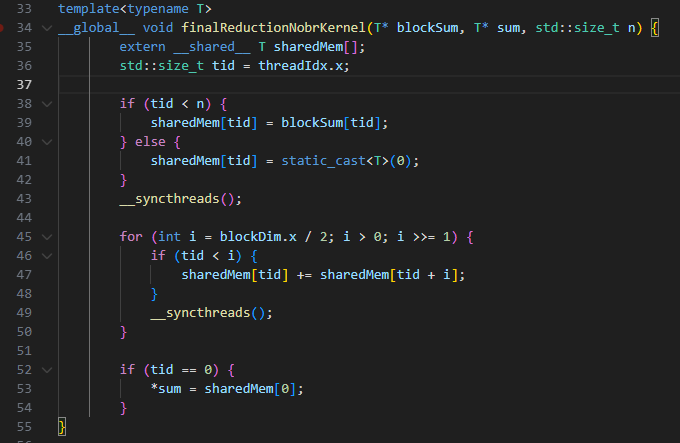 33 template<typename T>
34 __global__ void finalReductionNobrKernel(T* blockSum, T* sum, std::size_t n) {
35     extern __shared__ T sharedMem[];
36     std::size_t tid = threadIdx.x;
37
38     if (tid < n) {
39         sharedMem[tid] = blockSum[tid];
40     } else {
41         sharedMem[tid] = static_cast<T>(0);
42     }
43     __syncthreads();
44
45     for (int i = blockDim.x / 2; i > 0; i >>= 1) {
46         if (tid < i) {
47             sharedMem[tid] += sharedMem[tid + i];
48         }
49         __syncthreads();
50     }
51
52     if (tid == 0) {
53         *sum = sharedMem[0];
54     }
55 }